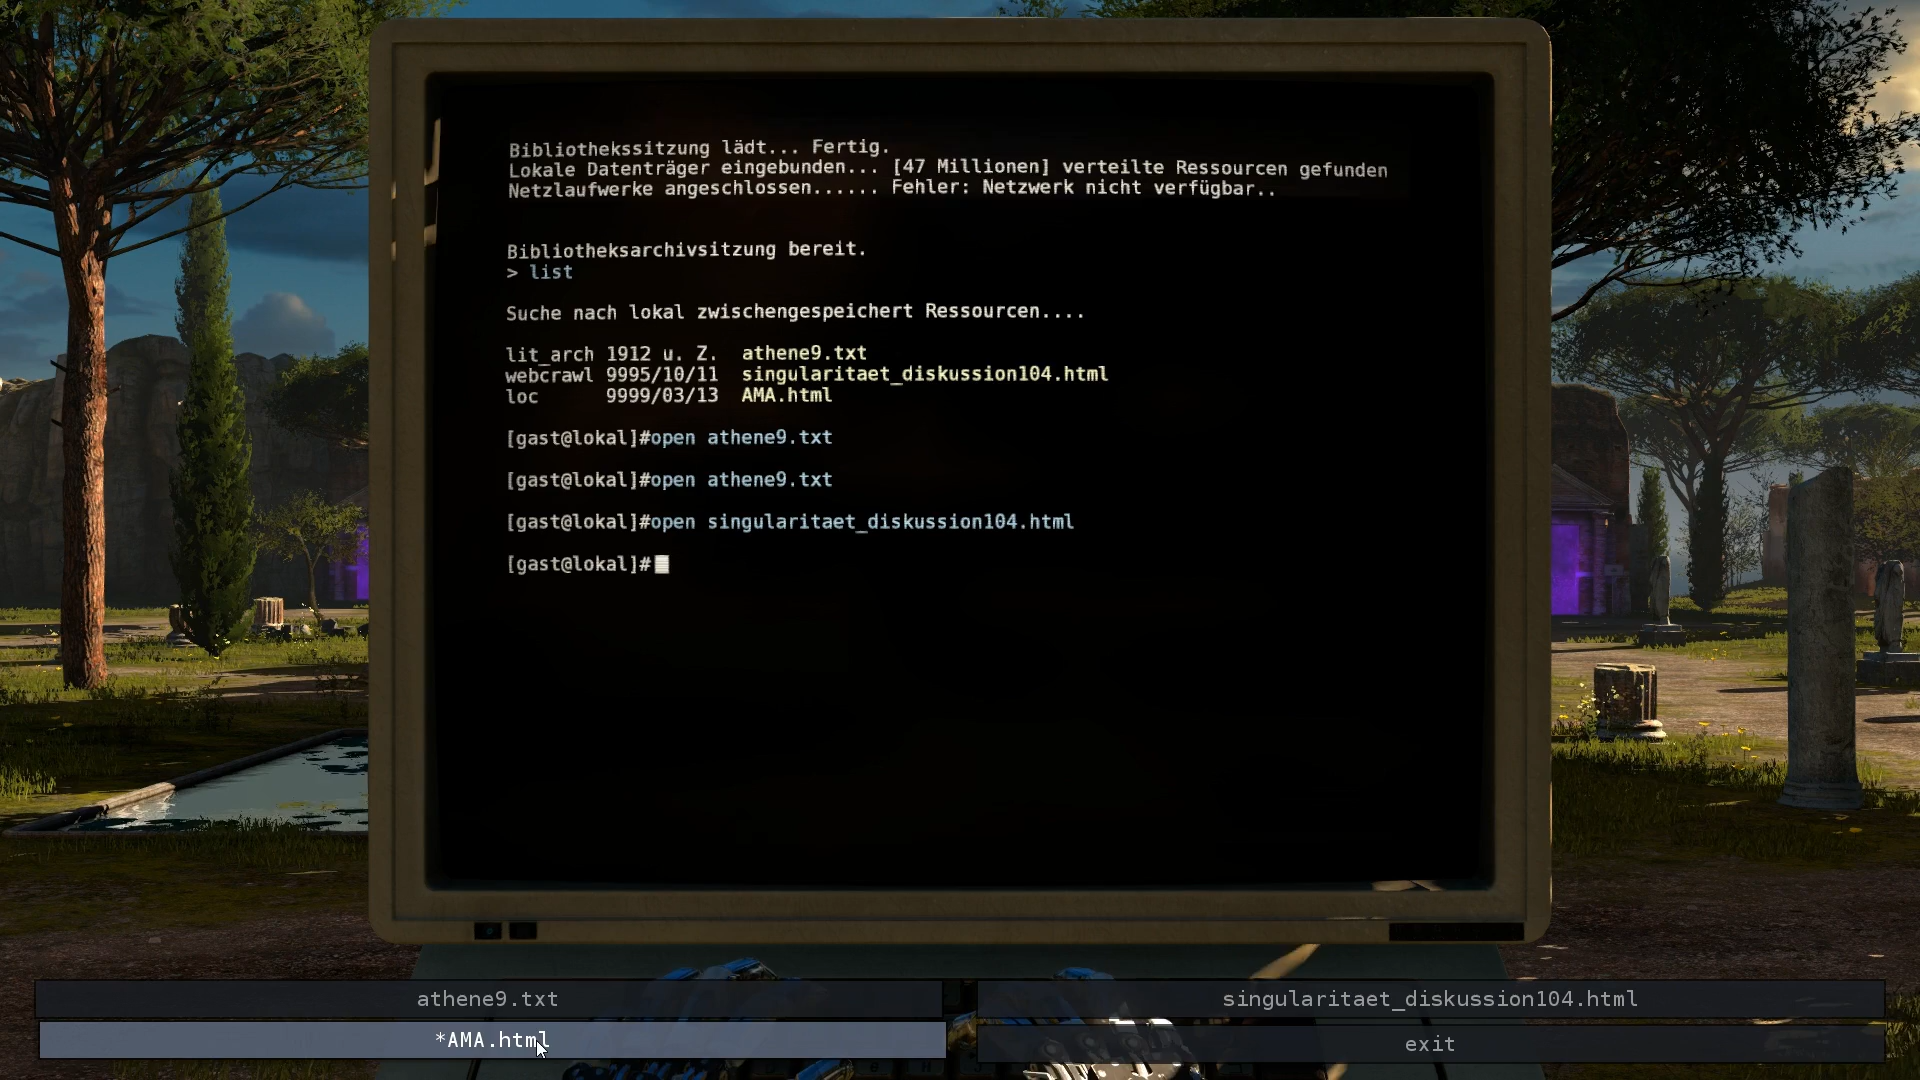 Bibliothekssitzung lädt... Fertig.
Lokale Datenträger eingebunden... [47 Millionen] verteilte Ressourcen gefunden
Netzlaufwerke angeschlossen...... Fehler: Netzwerk nicht verfügbar..
Bibliotheksarchivsitzung bereit.
> list
Suche nach lokal zwischengespeichert Ressourcen....
lit_arch 1912 u. Z. athene9.txt
webcrawl 9995/10/11 singularitaet_diskussion104.html
loc 9999/03/13 AMA.html
[gast@lokal]#open athene9.txt
[gast@lokal]#open athene9.txt
[gast@lokal]#open singularitaet_diskussion104.html
[gast@lokal]#
athene9.txt
singularitaet_diskussion104.html
*AMA.html
exit